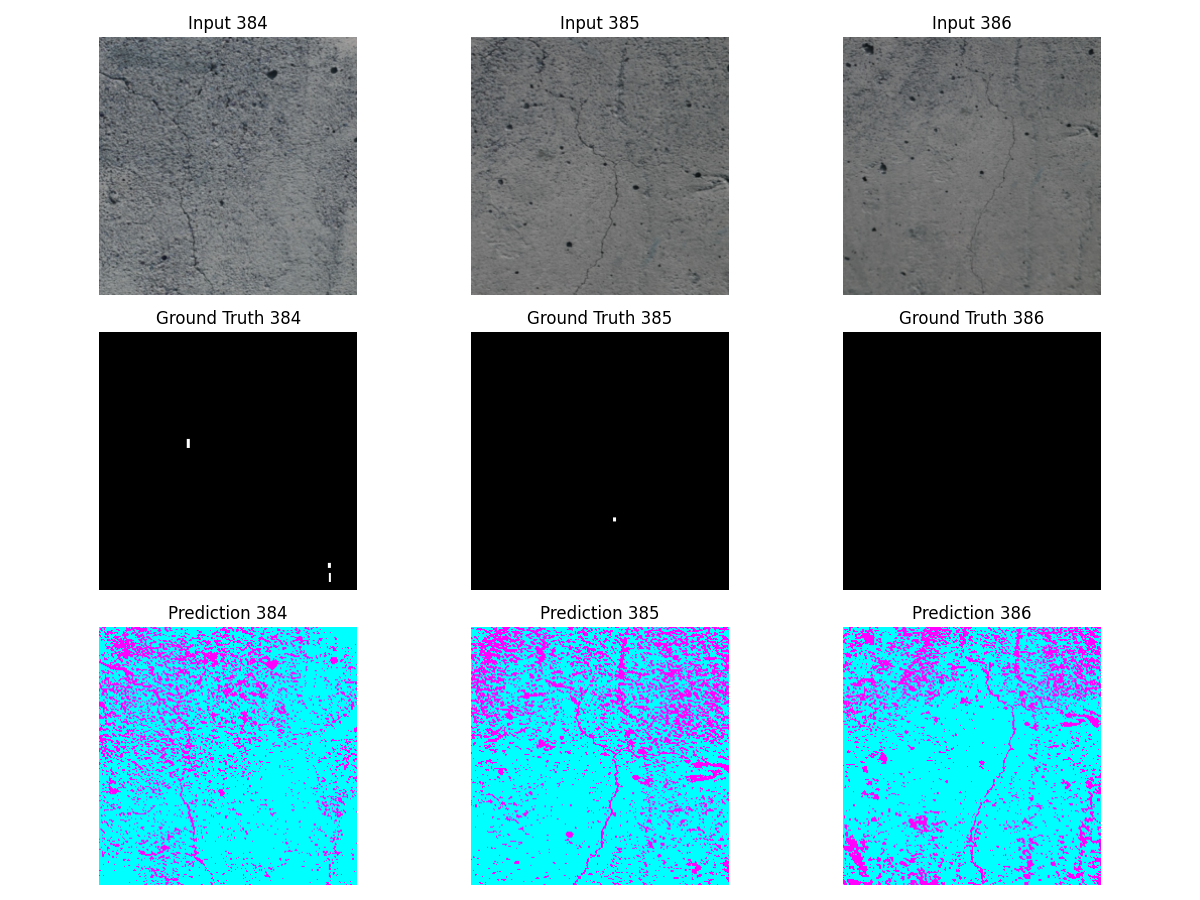 Input 384
Input 385
Input 386
Ground Truth 384
Ground Truth 385
Ground Truth 386
Prediction 384
Prediction 385
Prediction 386